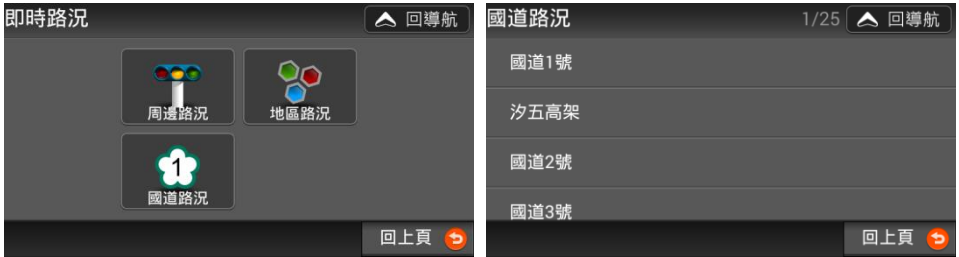 即時路況
回導航
周邊路況
地區路況
1
國道路況
回上頁
國道路況
1/25
回導航
國道1號
汐五高架
國道2號
國道3號
回上頁